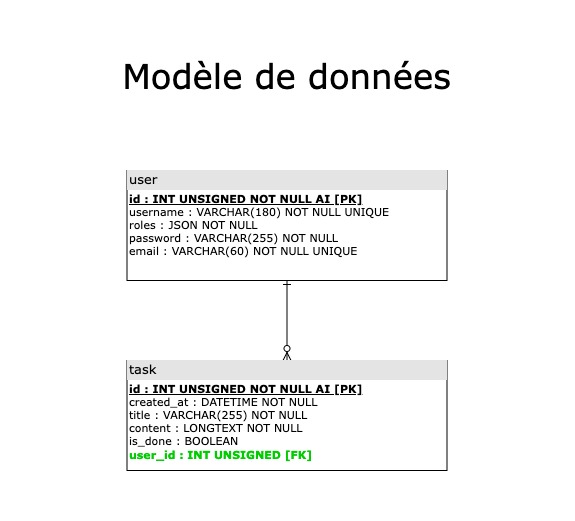 Modèle de données
user
id : INT UNSIGNED NOT NULL AI [PK]
username : VARCHAR(180) NOT NULL UNIQUE
roles : JSON NOT NULL
password : VARCHAR(255) NOT NULL
email : VARCHAR(60) NOT NULL UNIQUE
task
id : INT UNSIGNED NOT NULL AI [PK]
created_at : DATETIME NOT NULL
title : VARCHAR(255) NOT NULL
content : LONGTEXT NOT NULL
is_done : BOOLEAN
user_id : INT UNSIGNED [FK]